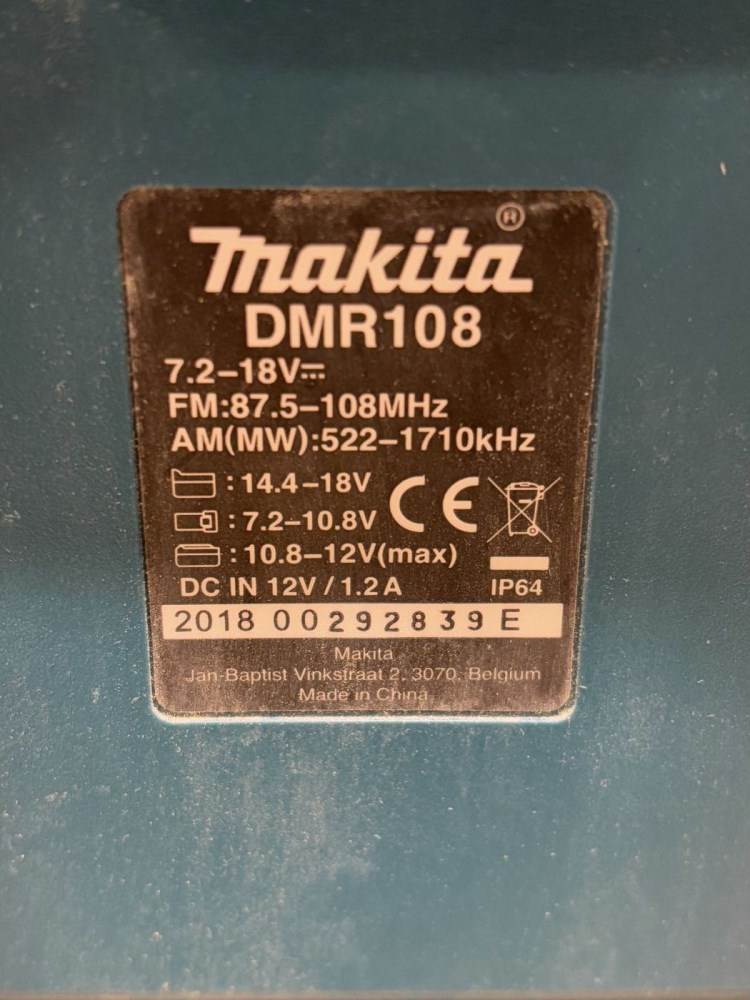 makita®
DMR108
7.2–18V⎓
FM:87.5–108MHz
AM(MW):522–1710kHz
:14.4–18V
:7.2–10.8V
:10.8–12V(max)
CE
DC IN 12V / 1.2 A
IP64
2018 00292839 E
Makita
Jan-Baptist Vinkstraat 2, 3070, Belgium
Made in China